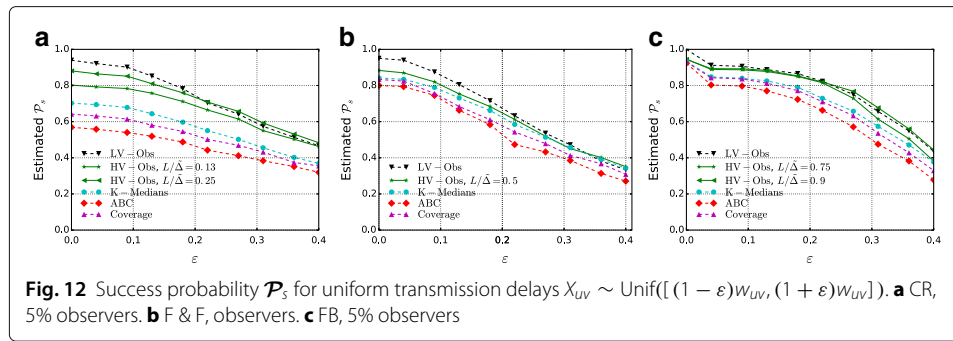 a
1.0
0.8
0.6
0.4
0.2
0.0
Estimated 𝒫ₛ
LV−Obs
HV−Obs, L/Δ̄=0.13
HV−Obs, L/Δ̄=0.25
K−Medians
ABC
Coverage
0.0 0.1 0.2 0.3 0.4
ε
b
1.0
0.8
0.6
0.4
0.2
0.0
Estimated 𝒫ₛ
LV−Obs
HV−Obs, L/Δ̄=0.5
K−Medians
ABC
Coverage
0.0 0.1 0.2 0.3 0.4
ε
c
1.0
0.8
0.6
0.4
0.2
0.0
Estimated 𝒫ₛ
LV−Obs
HV−Obs, L/Δ̄=0.75
HV−Obs, L/Δ̄=0.9
K−Medians
ABC
Coverage
0.0 0.1 0.2 0.3 0.4
ε
Fig. 12 Success probability 𝒫ₛ for uniform transmission delays Xᵤᵥ ∼ Unif([ (1 − ε)wᵤᵥ, (1 + ε)wᵤᵥ]). a CR,
5% observers. b F & F, observers. c FB, 5% observers